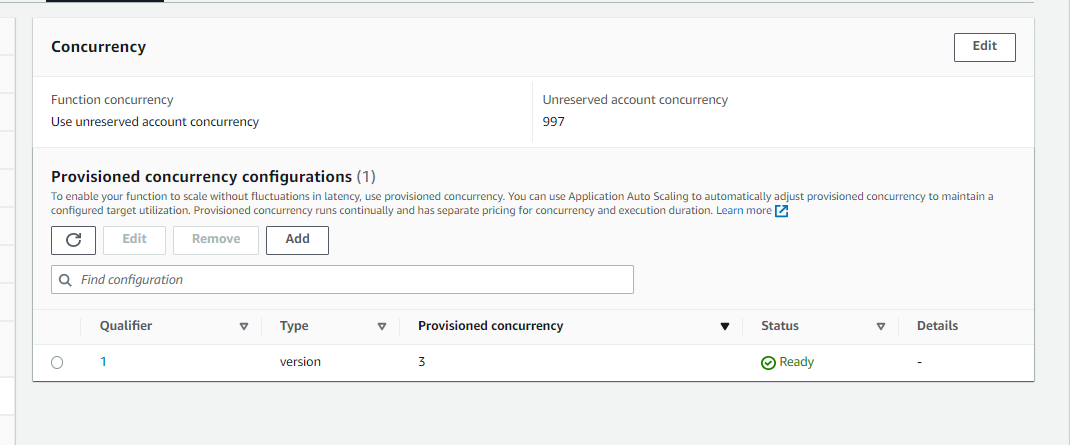 Concurrency
Edit
Function concurrency
Use unreserved account concurrency
Unreserved account concurrency
997
Provisioned concurrency configurations (1)
To enable your function to scale without fluctuations in latency, use provisioned concurrency. You can use Application Auto Scaling to automatically adjust provisioned concurrency to maintain a
configured target utilization. Provisioned concurrency runs continually and has separate pricing for concurrency and execution duration. Learn more
Edit Remove Add
Find configuration
Qualifier Type Provisioned concurrency Status Details
1 version 3 Ready -